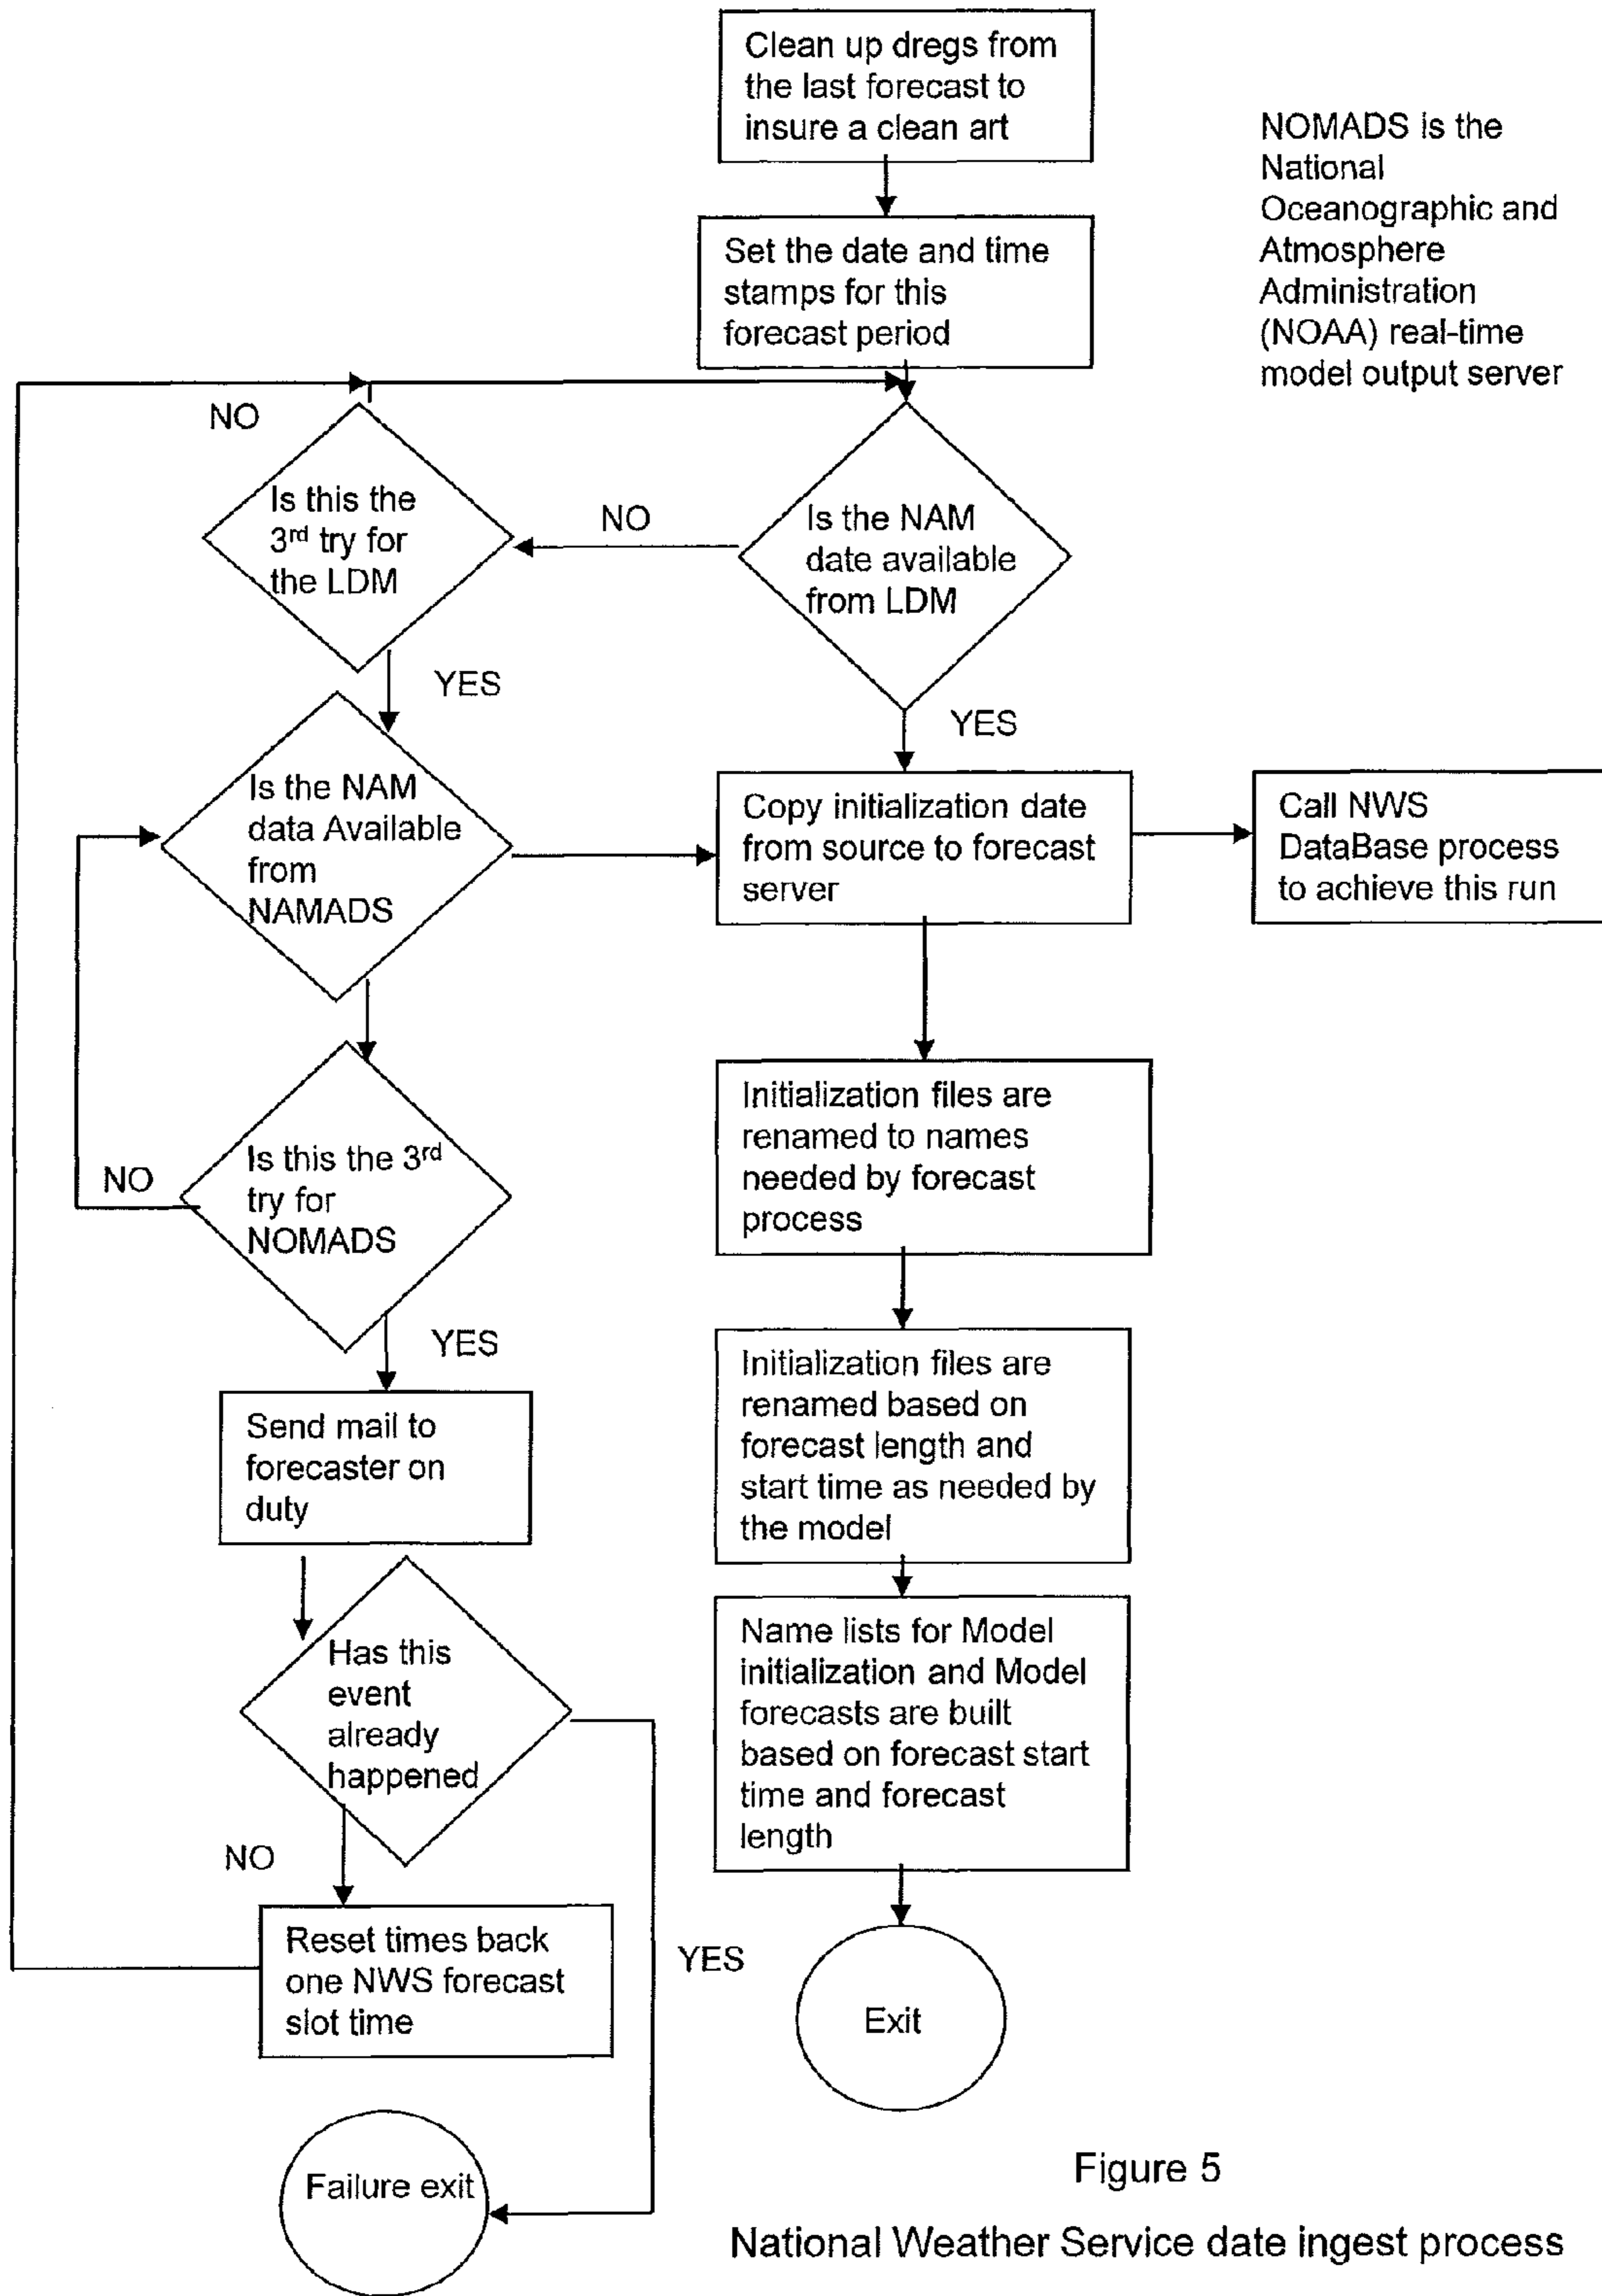 Clean up dregs from
the last forecast to
insure a clean art
NOMADS is the
National
Oceanographic and
Atmosphere
Administration
(NOAA) real-time
model output server
Set the date and time
stamps for this
forecast period
NO
Is this the
3rd try for
the LDM
NO
Is the NAM
date available
from LDM
YES
YES
Is the NAM
data Available
from
NAMADS
Copy initialization date
from source to forecast
server
Call NWS
DataBase process
to achieve this run
Initialization files are
renamed to names
needed by forecast
process
Is this the 3rd
try for
NOMADS
NO
YES
Initialization files are
renamed based on
forecast length and
start time as needed by
the model
Send mail to
forecaster on
duty
Name lists for Model
initialization and Model
forecasts are built
based on forecast start
time and forecast
length
Has this
event
already
happened
NO
YES
Reset times back
one NWS forecast
slot time
Exit
Failure exit
Figure 5
National Weather Service date ingest process